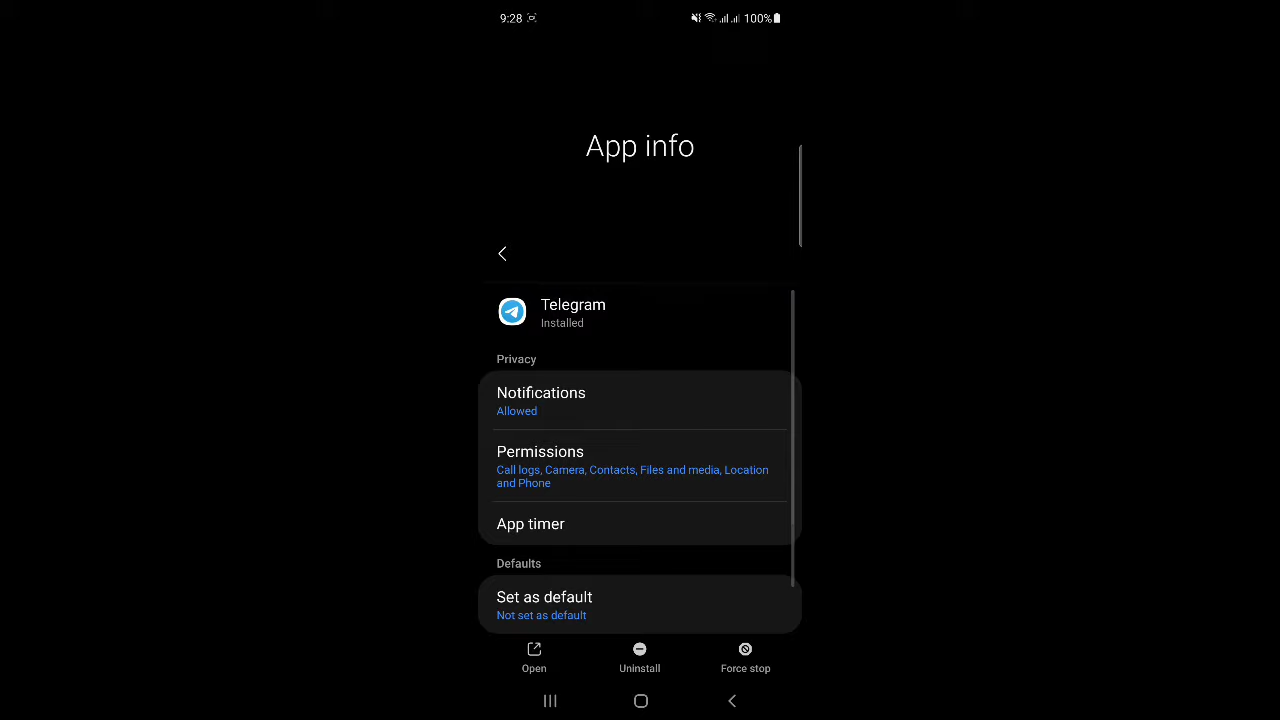 9:28
100%
App info
Telegram
Installed
Privacy
Notifications
Allowed
Permissions
Call logs, Camera, Contacts, Files and media, Location
and Phone
App timer
Defaults
Set as default
Not set as default
Open
Uninstall
Force stop